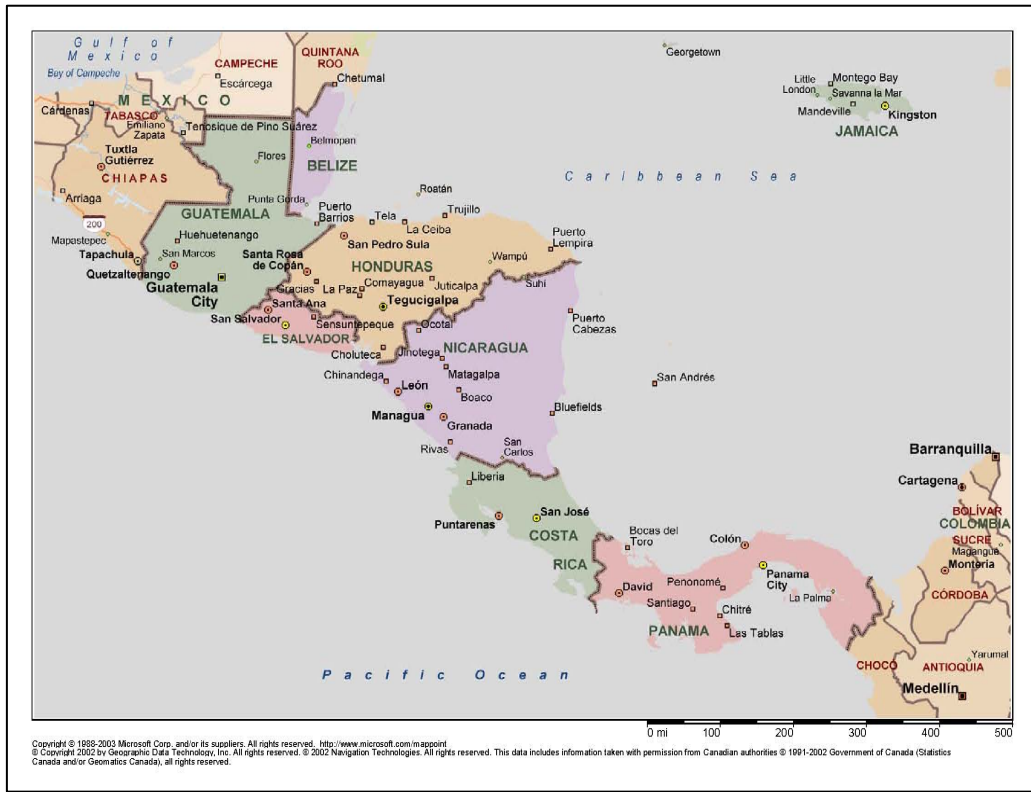 Gulf of
Mexico
Bay of Campeche
CAMPECHE
Escárcega
QUINTANA
ROO
Chetumal
Georgetown
Little
London
Montego Bay
Savanna la Mar
Mandeville
Kingston
JAMAICA
MEXICO
Cárdenas
TABASCO
Emiliano
Zapata
Tenosique de Pino Suárez
Tuxtla
Gutiérrez
CHIAPAS
Flores
Belmopan
BELIZE
Caribbean Sea
Arriaga
200
Mapastepec
Punta Gorda
GUATEMALA
Puerto
Barrios
Roatán
Tela
La Ceiba
Trujillo
Huehuetenango
San Marcos
Tapachula
Quetzaltenango
Guatemala
City
San Pedro Sula
Santa Rosa
de Copán
HONDURAS
Gracias
La Paz
Comayagua
Juticalpa
Wampú
Puerto
Lempira
Suhi
Tegucigalpa
Santa Ana
San Salvador
Sensuntepeque
EL SALVADOR
Ocotal
NICARAGUA
Puerto
Cabezas
Choluteca
Jinotega
Matagalpa
Chinandega
León
Boaco
San Andrés
Managua
Granada
Bluefields
Rivas
San
Carlos
Barranquilla
Cartagena
BOLÍVAR
COLOMBIA
SUCRE
Magangué
Montería
CÓRDOBA
Liberia
Puntarenas
San José
COSTA
RICA
Bocas del
Toro
Colón
David
Penonomé
Panama
City
Santiago
Chitré
La Palma
PANAMA
Las Tablas
CHOCO
ANTIOQUIA
Yarumal
Medellín
Pacific Ocean
0 mi 100 200 300 400 500
Copyright © 1988-2003 Microsoft Corp. and/or its suppliers. All rights reserved. http://www.microsoft.com/mappoint
© Copyright 2002 by Geographic Data Technology, Inc. All rights reserved. © 2002 Navigation Technologies. All rights reserved. This data includes information taken with permission from Canadian authorities © 1991-2002 Government of Canada (Statistics
Canada and/or Geomatics Canada), all rights reserved.